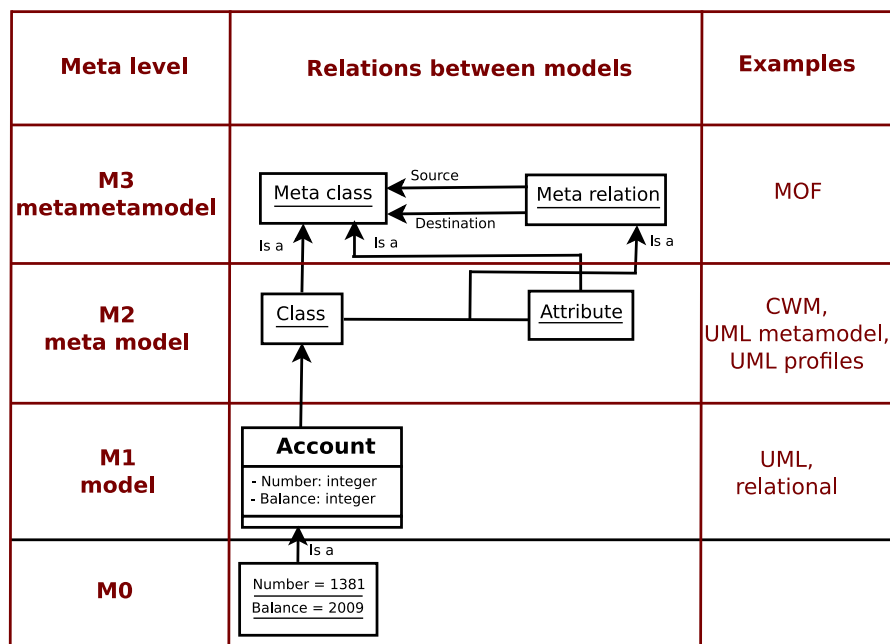 Meta level
Relations between models
Examples
M3
metametamodel
Meta class
Source
Destination
Meta relation
MOF
Is a
Is a
Is a
M2
meta model
Class
Attribute
CWM,
UML metamodel,
UML profiles
M1
model
Account
- Number: integer
- Balance: integer
UML,
relational
Is a
M0
Number = 1381
Balance = 2009